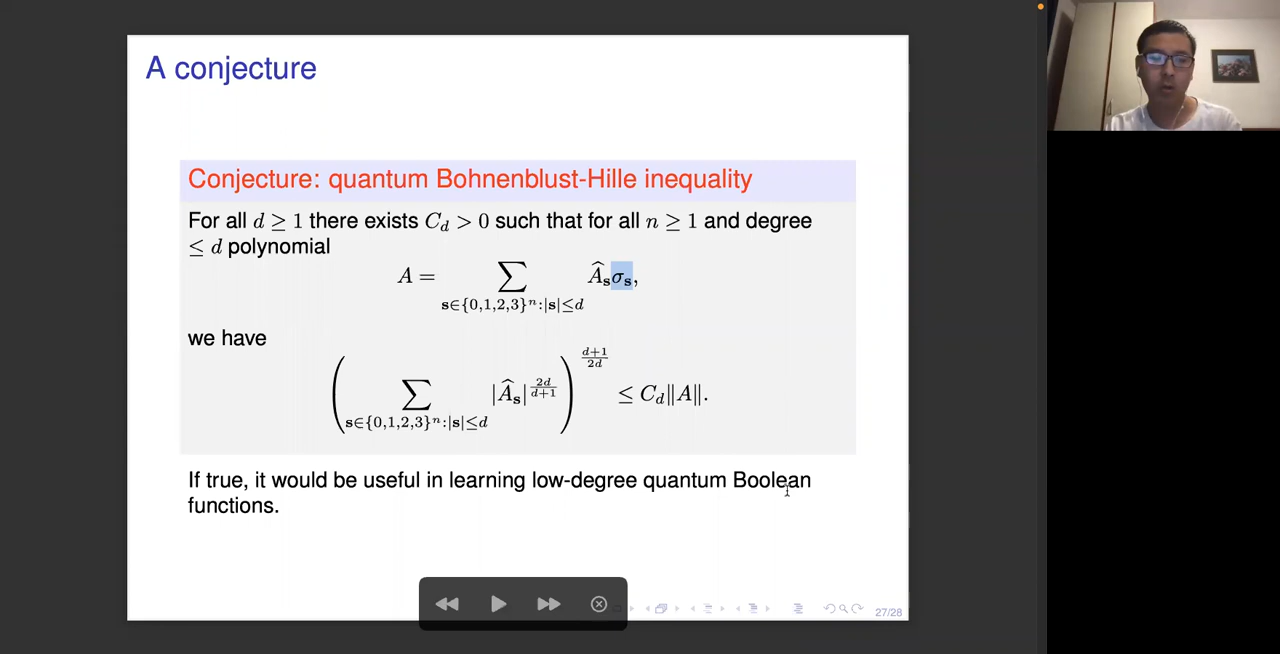 A conjecture
Conjecture: quantum Bohnenblust-Hille inequality
For all d ≥ 1 there exists C_d > 0 such that for all n ≥ 1 and degree
≤ d polynomial
A = ∑_{s∈{0,1,2,3}^n:|s|≤d} Â_s σ_s,
we have
(∑_{s∈{0,1,2,3}^n:|s|≤d} |Â_s|^{2d/(d+1)})^{(d+1)/(2d)} ≤ C_d‖A‖.
If true, it would be useful in learning low-degree quantum Boolean
functions.
27/28